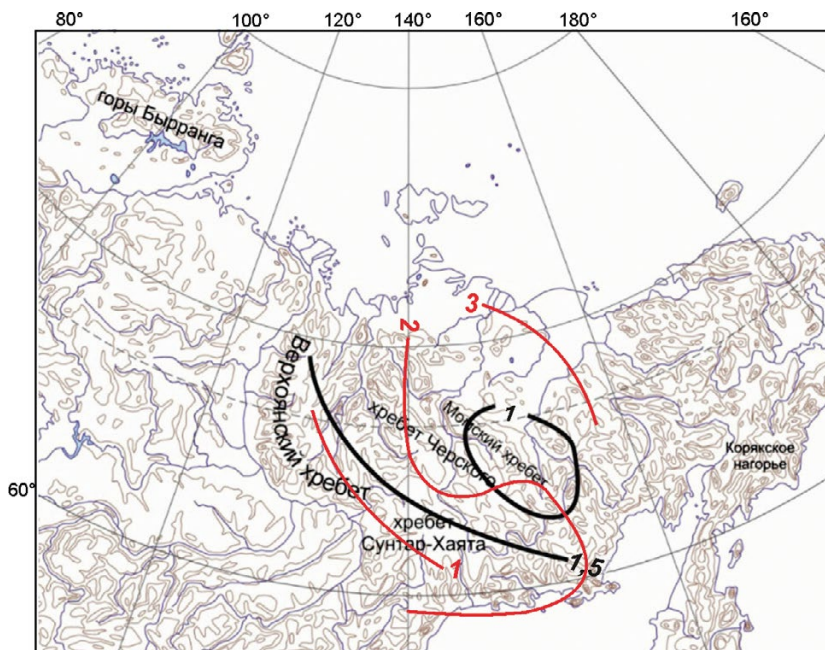 80° 100° 120° 140° 160° 180° 160°
горы Бырранга
3
2
Верхоянский хребет
хребет Черского
Момский хребет
1
Корякское
нагорье
60°
хребет
Сунтар-Хаята
1
1,5